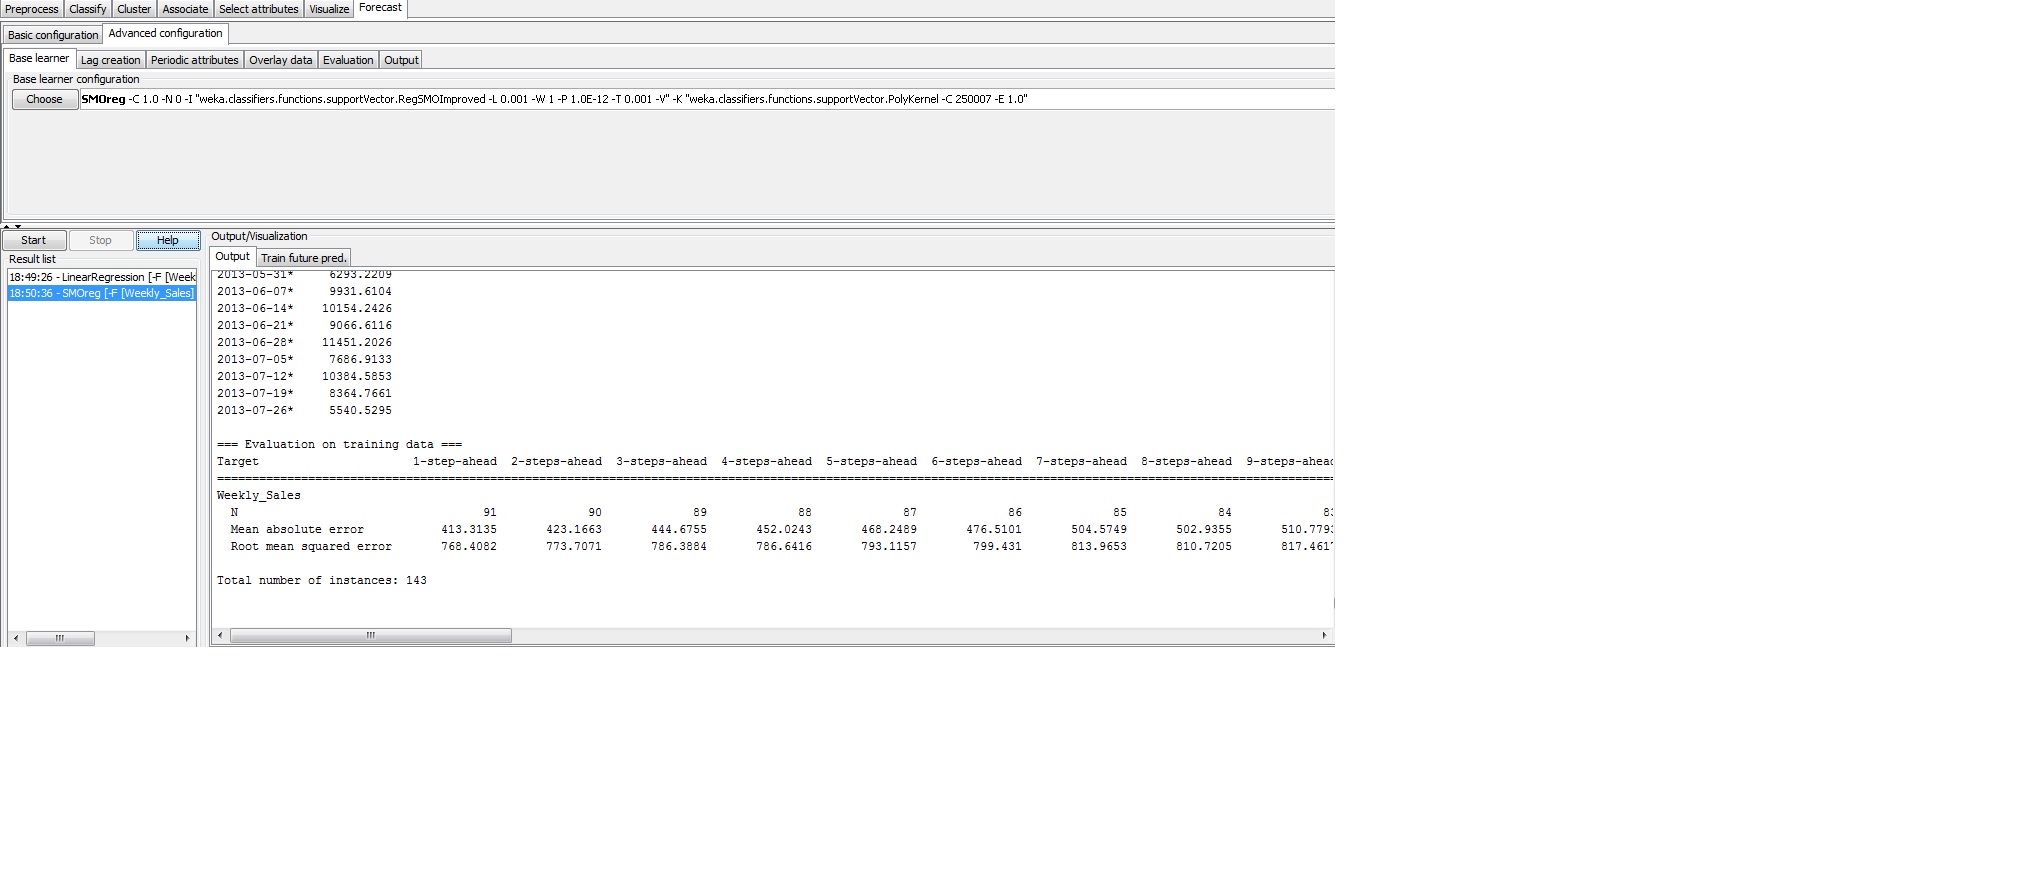 Preprocess Classify Cluster Associate Select attributes Visualize Forecast
Basic configuration Advanced configuration
Base learner Lag creation Periodic attributes Overlay data Evaluation Output
Base learner configuration
Choose SMOreg -C 1.0 -N 0 -I "weka.classifiers.functions.supportVector.RegSMOImproved -L 0.001 -W 1 -P 1.0E-12 -T 0.001 -V" -K "weka.classifiers.functions.supportVector.PolyKernel -C 250007 -E 1.0"
Start Stop Help
Result list
18:49:26 - LinearRegression [-F [Week
18:50:36 - SMOreg [-F [Weekly_Sales]
Output/Visualization
Output Train future pred.
2013-05-31* 6293.2209
2013-06-07* 9931.6104
2013-06-14* 10154.2426
2013-06-21* 9066.6116
2013-06-28* 11451.2026
2013-07-05* 7686.9133
2013-07-12* 10384.5853
2013-07-19* 8364.7661
2013-07-26* 5540.5295
=== Evaluation on training data ===
Target 1-step-ahead 2-steps-ahead 3-steps-ahead 4-steps-ahead 5-steps-ahead 6-steps-ahead 7-steps-ahead 8-steps-ahead 9-steps-ahead
Weekly_Sales
N 91 90 89 88 87 86 85 84
Mean absolute error 413.3135 423.1663 444.6755 452.0243 468.2489 476.5101 504.5749 502.9355 510.779
Root mean squared error 768.4082 773.7071 786.3884 786.6416 793.1157 799.431 813.9653 810.7205 817.461
Total number of instances: 143